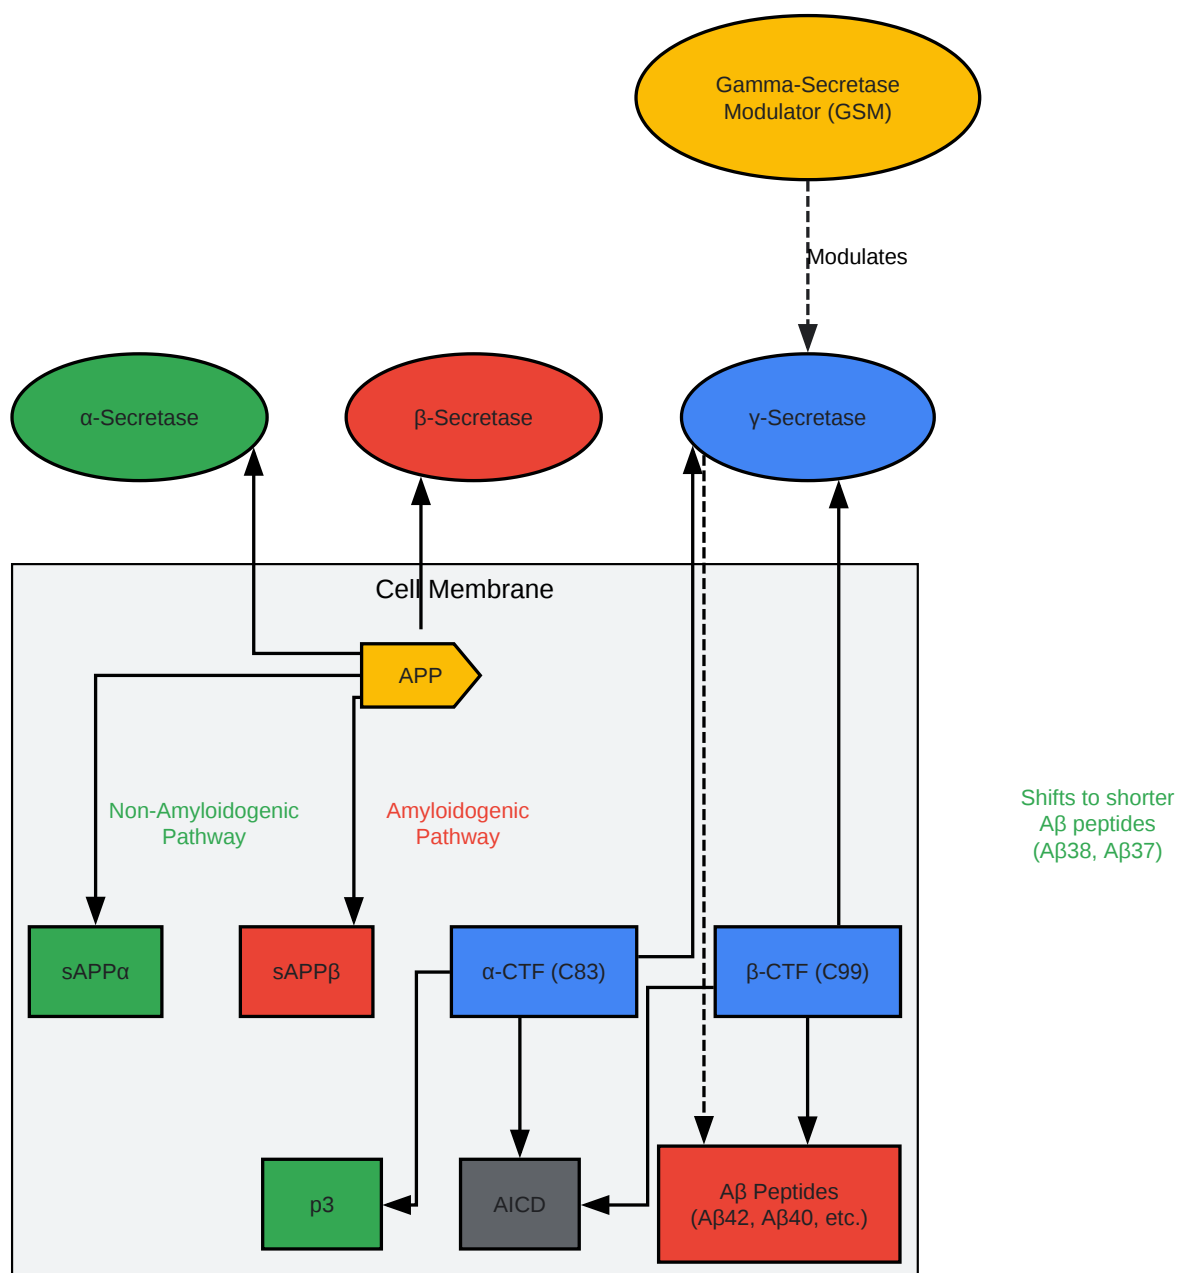 Gamma-Secretase
Modulator (GSM)
Modulates
α-Secretase
β-Secretase
γ-Secretase
Cell Membrane
APP
Non-Amyloidogenic
Pathway
Amyloidogenic
Pathway
Shifts to shorter
Aβ peptides
(Aβ38, Aβ37)
sAPPα
sAPPβ
α-CTF (C83)
β-CTF (C99)
p3
AICD
Aβ Peptides
(Aβ42, Aβ40, etc.)